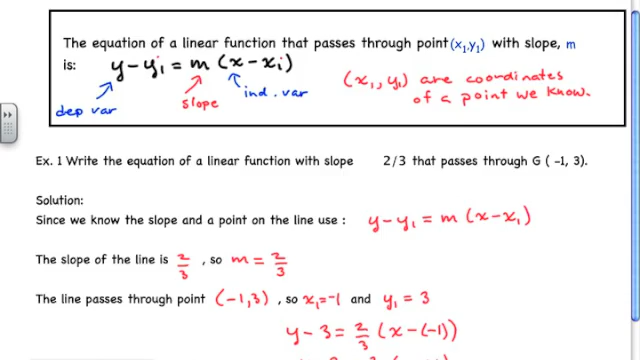 The equation of a linear function that passes through point (x₁,y₁) with slope, m
is: y - y₁ = m (x - x₁)
(x₁, y₁) are coordinates
of a point we know.
dep var
slope
ind. var
Ex. 1 Write the equation of a linear function with slope 2/3 that passes through G ( -1, 3).
Solution:
Since we know the slope and a point on the line use : y - y₁ = m (x - x₁)
The slope of the line is 2/3 , so m = 2/3
The line passes through point (-1,3) , so x₁ = -1 and y₁ = 3
y - 3 = 2/3 (x - (-1))